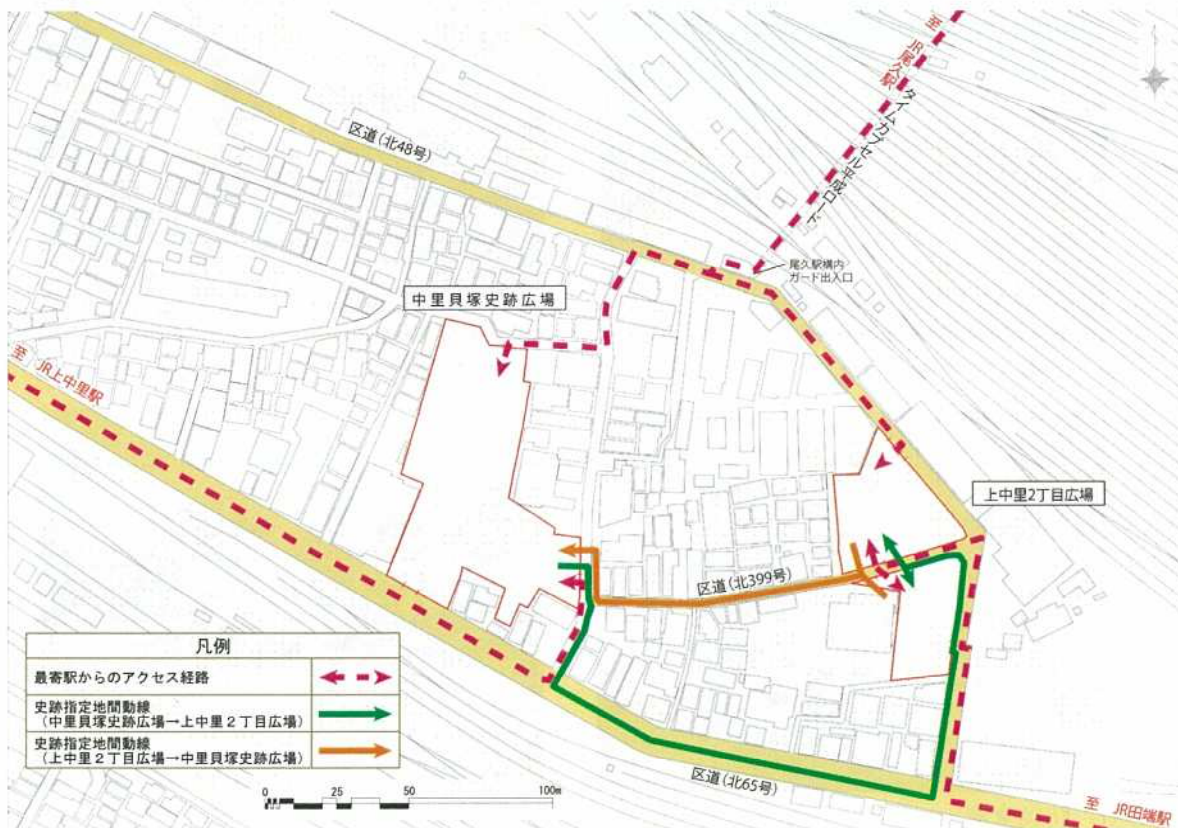 至 JR尾久駅
タイムカプセル平成ロード
区道(北48号)
尾久駅構内
ガード出入口
中里貝塚史跡広場
至 JR上中里駅
上中里2丁目広場
区道(北399号)
凡例
最寄駅からのアクセス経路
史跡指定地間動線
(中里貝塚史跡広場→上中里2丁目広場)
史跡指定地間動線
(上中里2丁目広場→中里貝塚史跡広場)
区道(北65号)
0 25 50 100m
至 JR田端駅